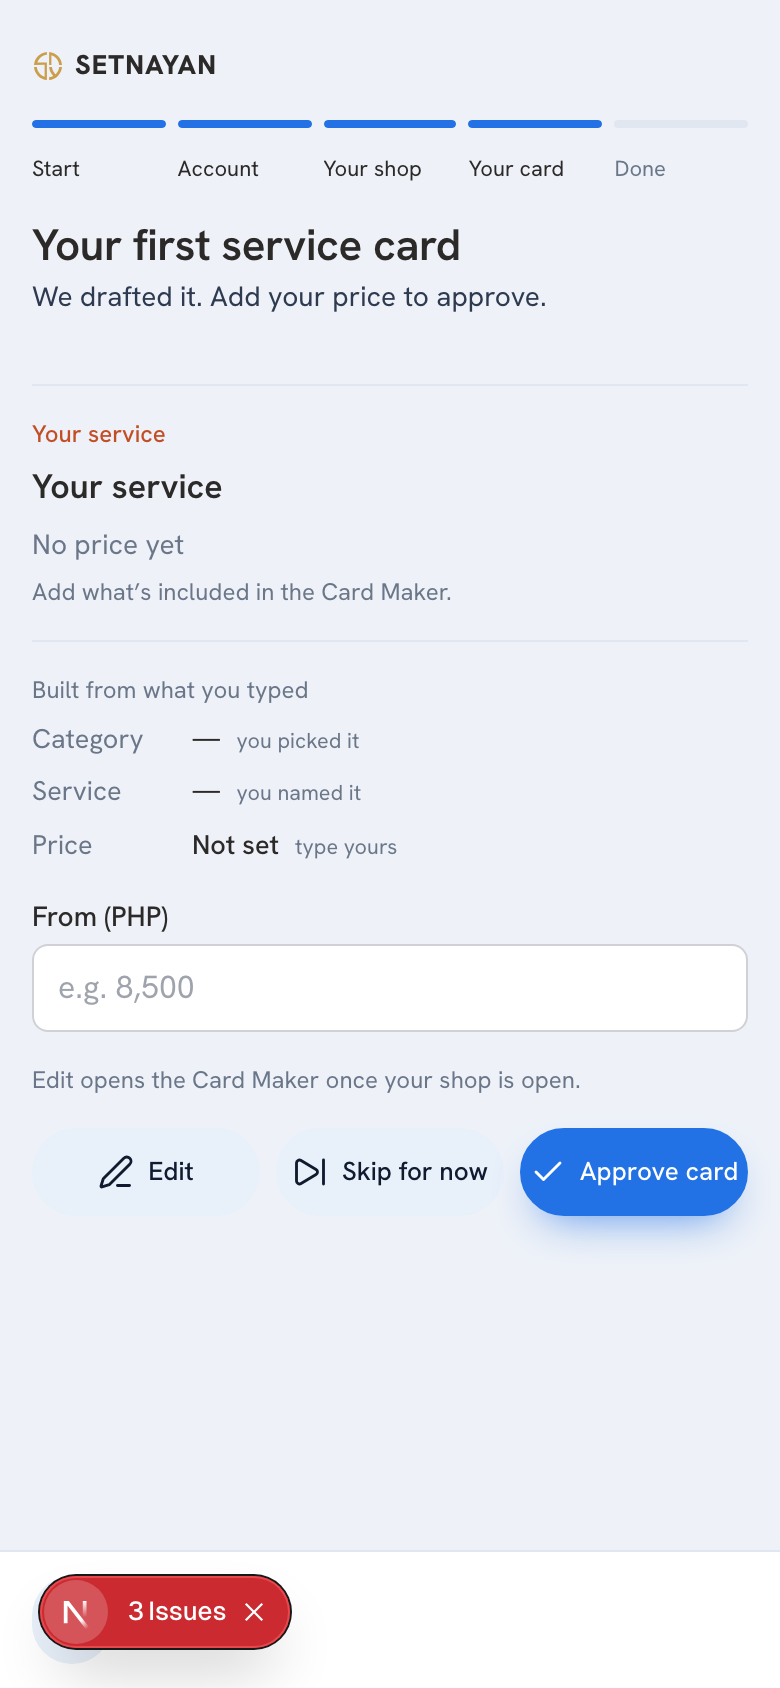 SETNAYAN
Start Account Your shop Your card Done
Your first service card
We drafted it. Add your price to approve.
Your service
Your service
No price yet
Add what’s included in the Card Maker.
Built from what you typed
Category — you picked it
Service — you named it
Price Not set type yours
From (PHP)
e.g. 8,500
Edit opens the Card Maker once your shop is open.
Edit Skip for now Approve card
N 3 Issues